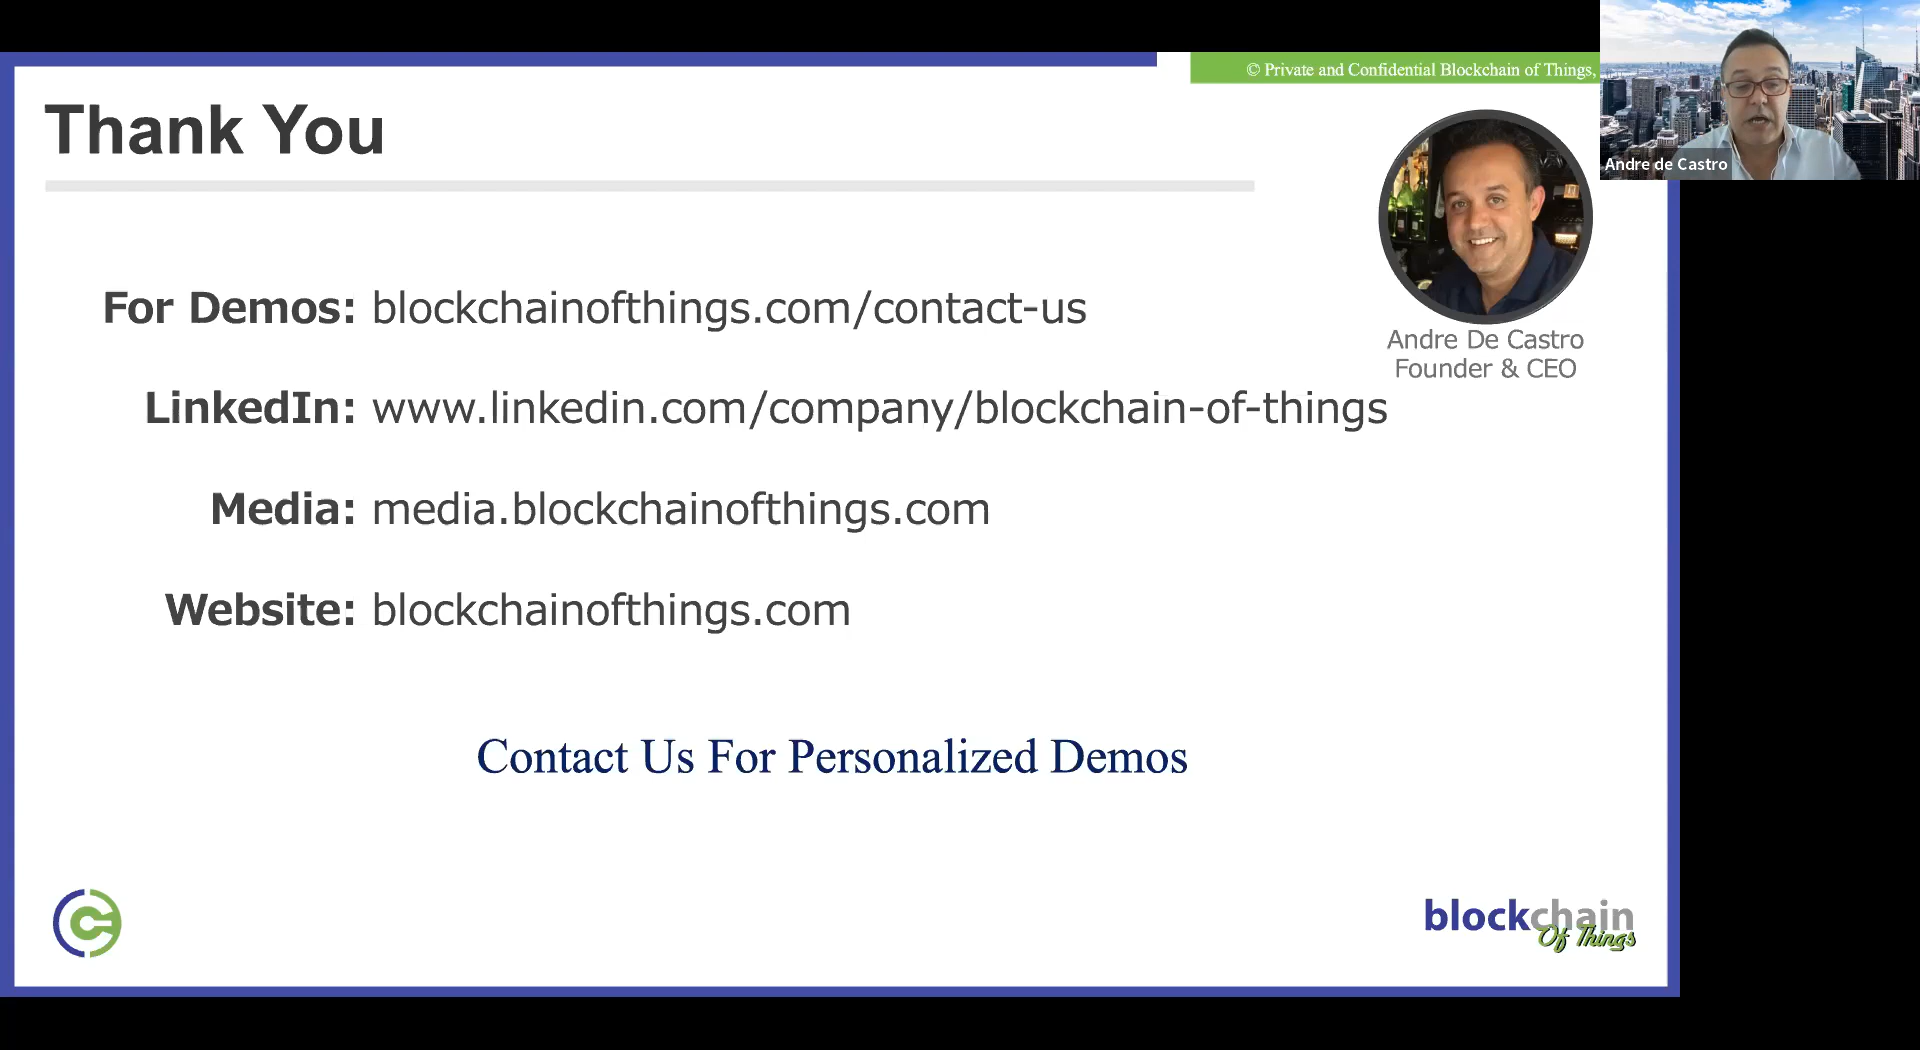 © Private and Confidential Blockchain of Things,
Thank You
Andre de Castro
For Demos: blockchainofthings.com/contact-us
Andre De Castro
Founder & CEO
LinkedIn: www.linkedin.com/company/blockchain-of-things
Media: media.blockchainofthings.com
Website: blockchainofthings.com
Contact Us For Personalized Demos
blockchain
Of Things